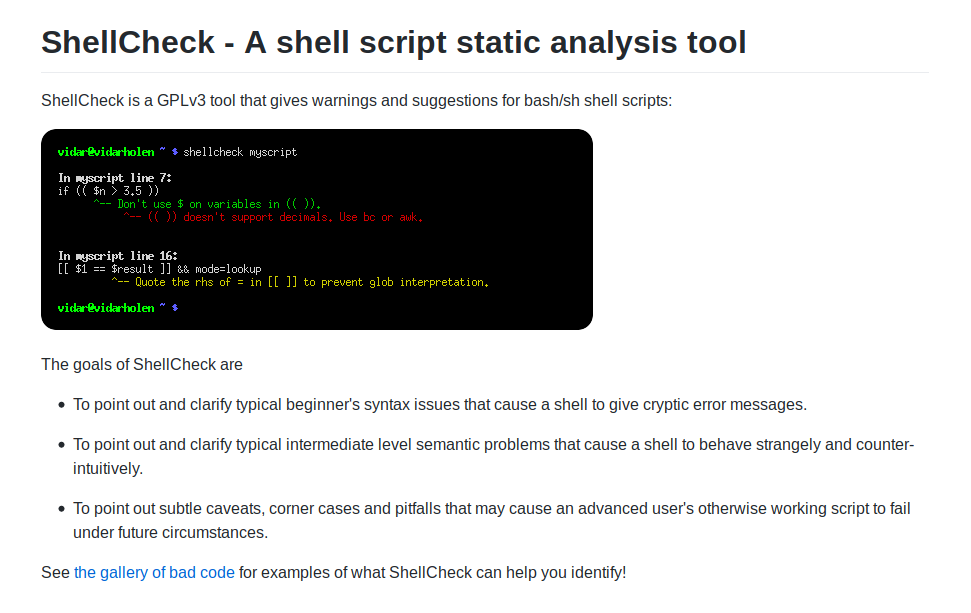 ShellCheck - A shell script static analysis tool
ShellCheck is a GPLv3 tool that gives warnings and suggestions for bash/sh shell scripts:
vidar@vidarholen ~ $ shellcheck myscript
In myscript line 7:
if (( $n > 3.5 ))
^-- Don't use $ on variables in (( )).
^-- (( )) doesn't support decimals. Use bc or awk.
In myscript line 16:
[[ $1 == $result ]] && mode=lookup
^-- Quote the rhs of = in [[ ]] to prevent glob interpretation.
vidar@vidarholen ~ $
The goals of ShellCheck are
• To point out and clarify typical beginner's syntax issues that cause a shell to give cryptic error messages.
• To point out and clarify typical intermediate level semantic problems that cause a shell to behave strangely and counter-
intuitively.
• To point out subtle caveats, corner cases and pitfalls that may cause an advanced user's otherwise working script to fail
under future circumstances.
See the gallery of bad code for examples of what ShellCheck can help you identify!